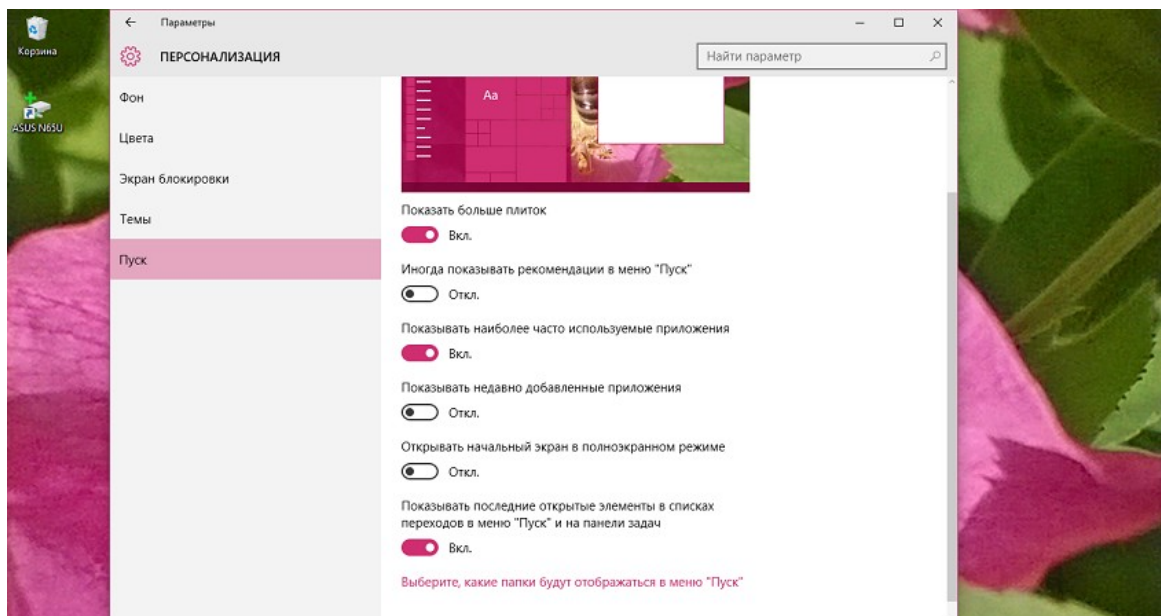 Корзина
ASUS N65U
Параметры
ПЕРСОНАЛИЗАЦИЯ
Найти параметр
Фон
Цвета
Экран блокировки
Темы
Пуск
Aa
Показать больше плиток
Вкл.
Иногда показывать рекомендации в меню "Пуск"
Откл.
Показывать наиболее часто используемые приложения
Вкл.
Показывать недавно добавленные приложения
Откл.
Открывать начальный экран в полноэкранном режиме
Откл.
Показывать последние открытые элементы в списках
переходов в меню "Пуск" и на панели задач
Вкл.
Выберите, какие папки будут отображаться в меню "Пуск"